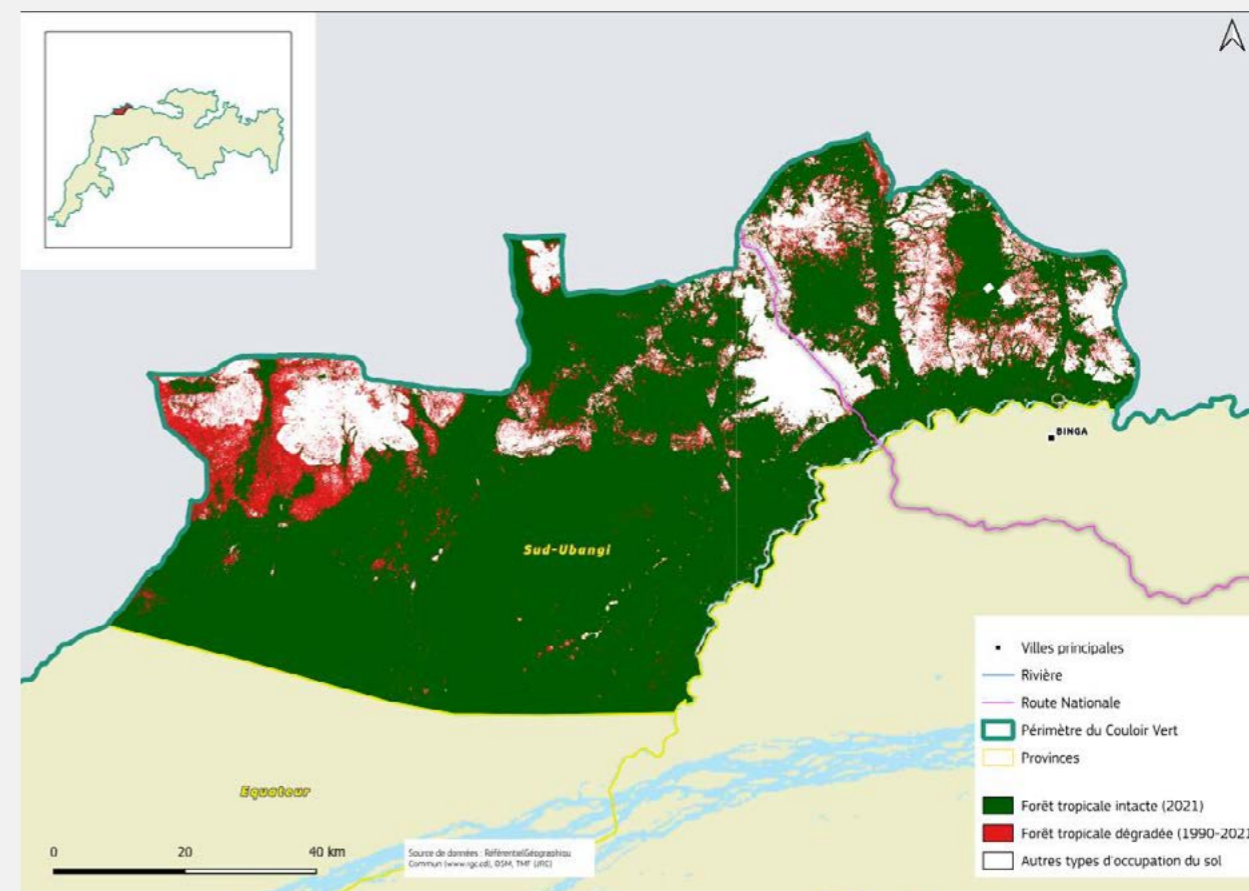 BINGA
Sud-Ubangi
Equateur
0 20 40 km
Source de données : RéférentielGéographiqu
Commun (www.rgc.cd), OSM, TMF (JRC)
Villes principales
Rivière
Route Nationale
Périmètre du Couloir Vert
Provinces
Forêt tropicale intacte (2021)
Forêt tropicale dégradée (1990-2021
Autres types d'occupation du sol